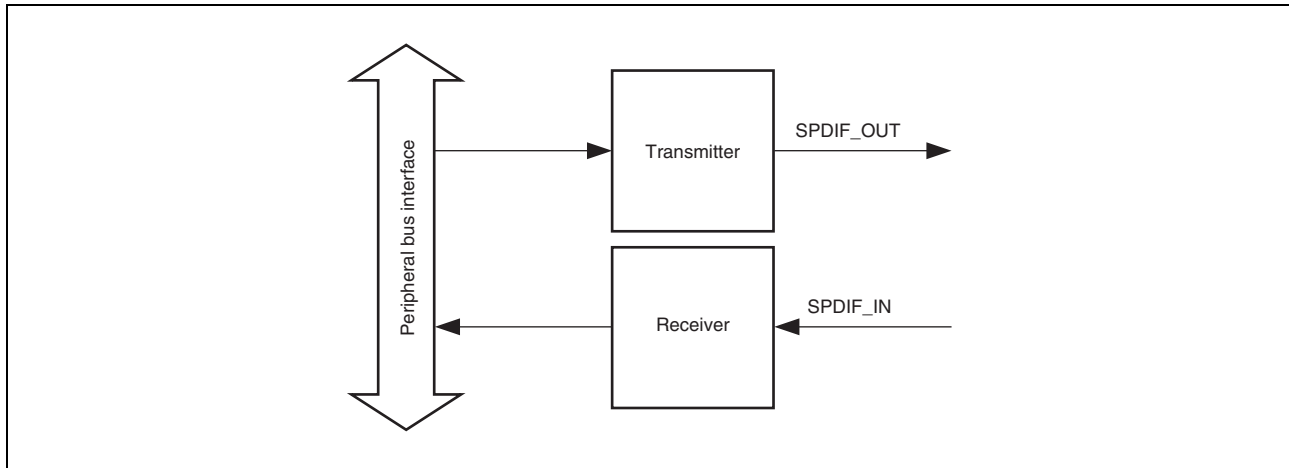 Peripheral bus interface
Transmitter
SPDIF_OUT
Receiver
SPDIF_IN